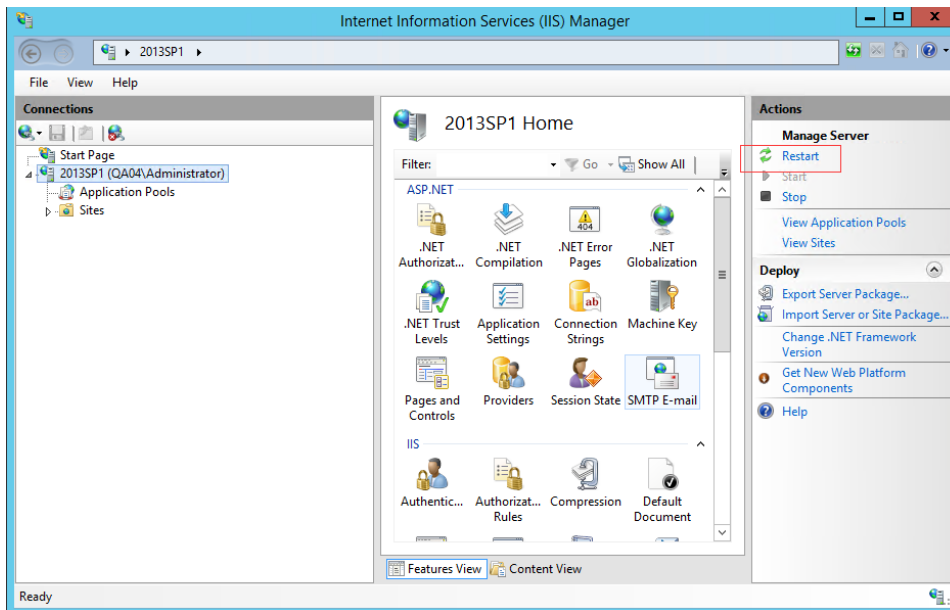 Internet Information Services (IIS) Manager
2013SP1
File View Help
Connections
Start Page
2013SP1 (QA04\Administrator)
Application Pools
Sites
2013SP1 Home
Filter: Go Show All
ASP.NET
.NET Authorizat...
.NET Compilation
.NET Error Pages
.NET Globalization
.NET Trust Levels
Application Settings
Connection Strings
Machine Key
Pages and Controls
Providers
Session State
SMTP E-mail
IIS
Authentic...
Authorizat... Rules
Compression
Default Document
Features View Content View
Actions
Manage Server
Restart
Start
Stop
View Application Pools
View Sites
Deploy
Export Server Package...
Import Server or Site Package...
Change .NET Framework
Version
Get New Web Platform
Components
Help
Ready